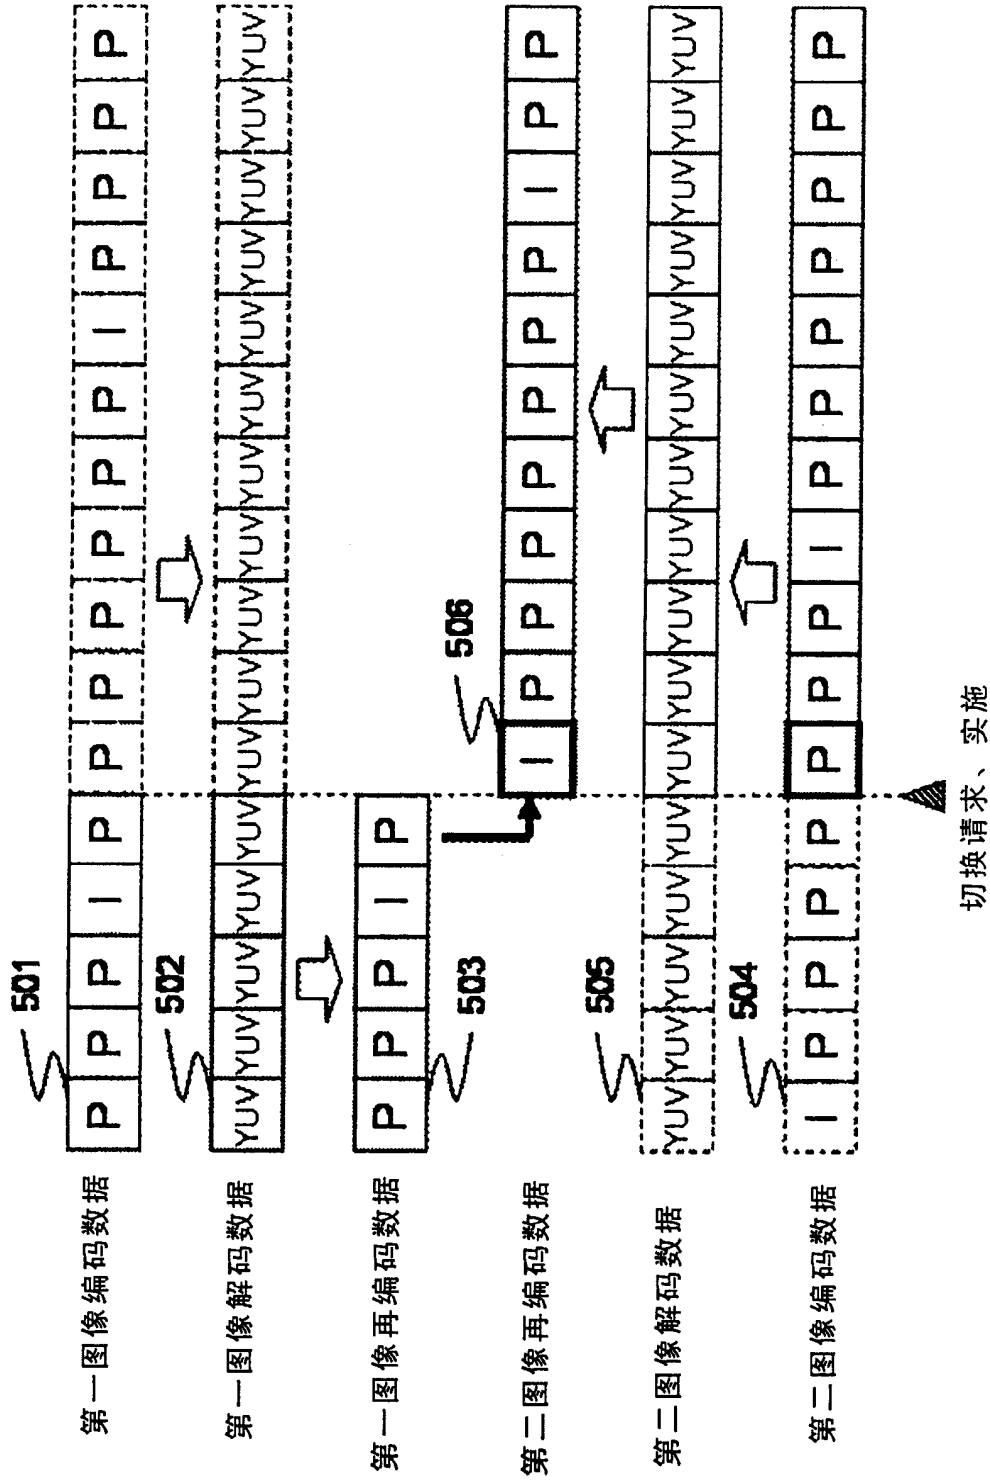 501
第一图像编码数据 P P P I P P P P P P P I P P P P
502
第一图像解码数据 YUV YUV YUV YUV YUV YUV YUV YUV YUV YUV YUV YUV YUV YUV YUV YUV
第一图像再编码数据 P P P I P
503
506
第二图像再编码数据 I P P P P P P P I P P
505
第二图像解码数据 YUV YUV YUV YUV YUV YUV YUV YUV YUV YUV YUV YUV YUV YUV YUV YUV
504
第二图像编码数据 I P P P P P P P I P P P P P P P
切换请求、实施